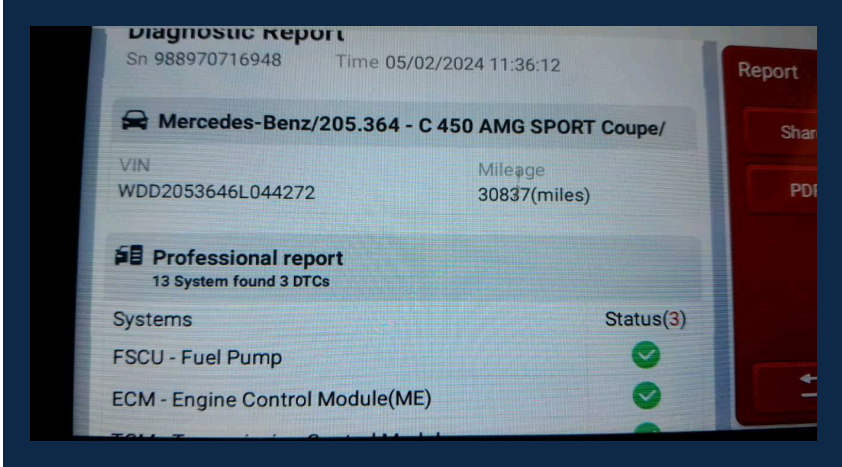 Diagnostic Report
Sn 988970716948 Time 05/02/2024 11:36:12
Report
Mercedes-Benz/205.364 - C 450 AMG SPORT Coupe/
Shar
VIN Mileage
WDD2053646L044272 30837(miles)
PDF
Professional report
13 System found 3 DTCs
Systems Status(3)
FSCU - Fuel Pump
ECM - Engine Control Module(ME)